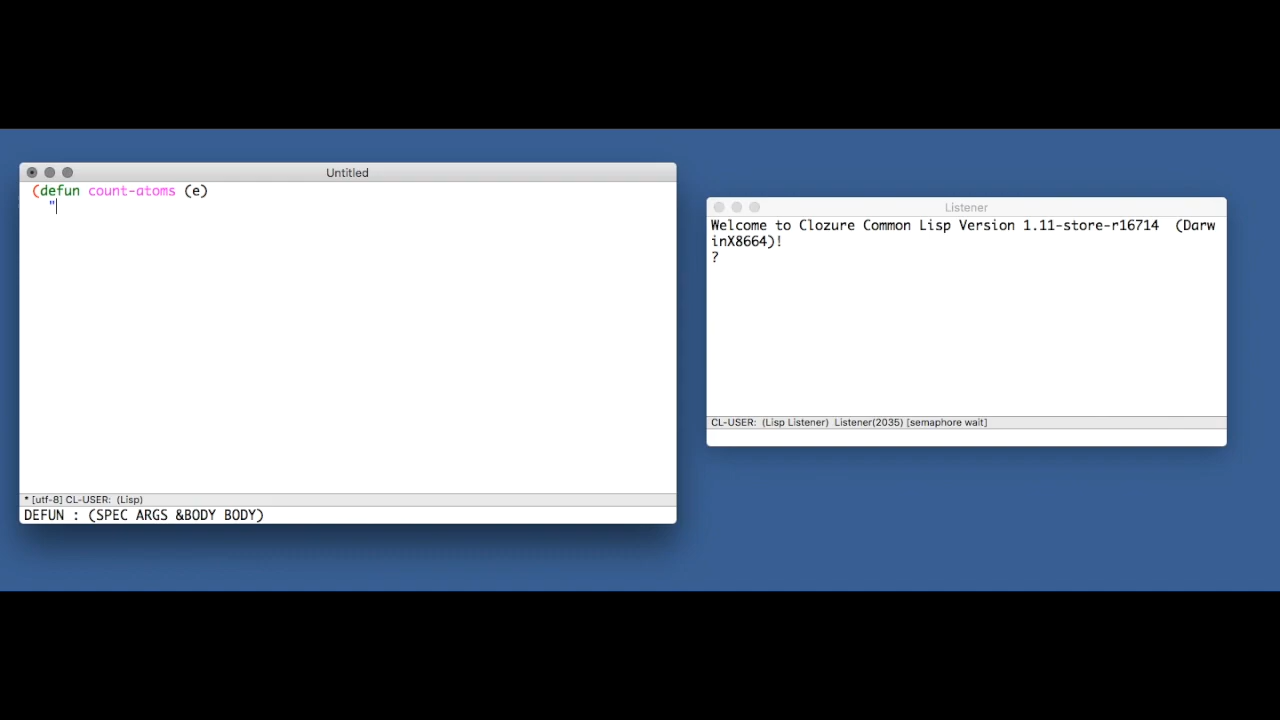 Untitled
(defun count-atoms (e)
"
* [utf-8] CL-USER: (Lisp)
DEFUN : (SPEC ARGS &BODY BODY)
Listener
Welcome to Clozure Common Lisp Version 1.11-store-r16714 (Darw
inX8664)!
?
CL-USER: (Lisp Listener) Listener(2035) [semaphore wait]